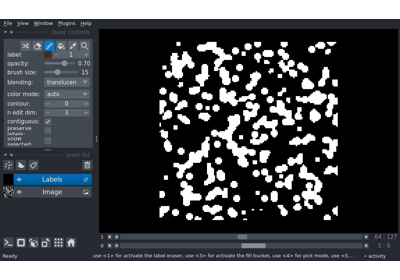 File View Window Plugins Help
layer controls
label: 1
opacity: 0.70
brush size: 15
blending: translucen
color mode: auto
contour: 0
n edit dim: 3
contiguous:
preserve
labels:
show
selected:
layer list
Labels
Image
0 64 127
1 5 9
Ready
use <1> for activate the label eraser, use <3> for activate the fill bucket, use <4> for pick mode, use <5...
activity